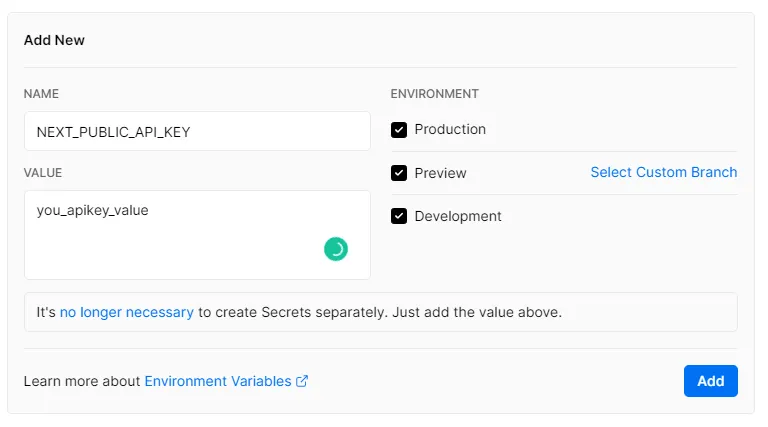 Add New
NAME
NEXT_PUBLIC_API_KEY
VALUE
you_apikey_value
ENVIRONMENT
Production
Preview
Select Custom Branch
Development
It's no longer necessary to create Secrets separately. Just add the value above.
Learn more about Environment Variables
Add